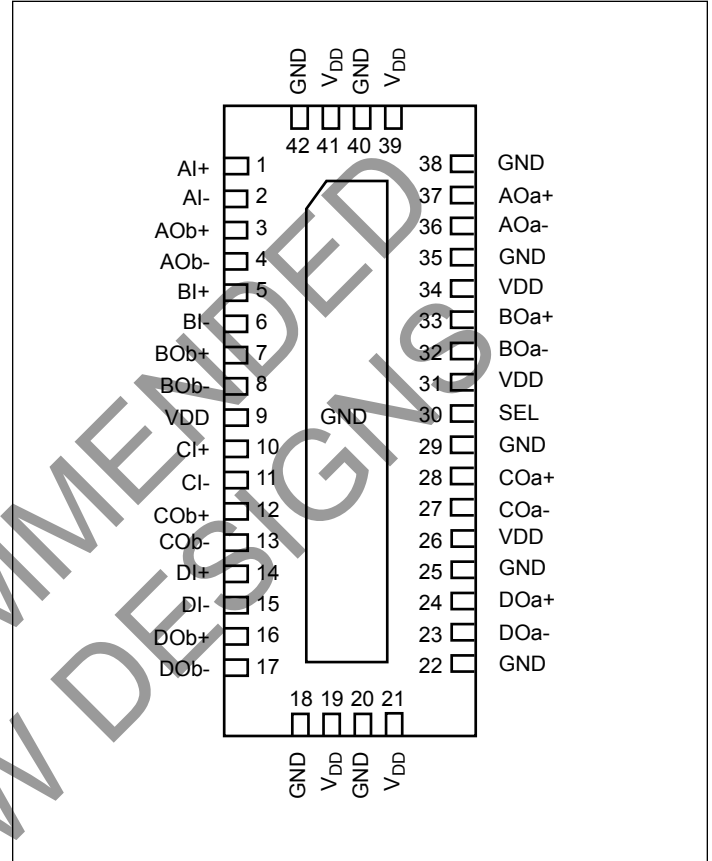 GND VDD GND VDD
42 41 40 39
AI+ 1
AI- 2
AOb+ 3
AOb- 4
BI+ 5
BI- 6
BOb+ 7
BOb- 8
VDD 9
CI+ 10
CI- 11
COb+ 12
COb- 13
DI+ 14
DI- 15
DOb+ 16
DOb- 17
GND
38 GND
37 AOa+
36 AOa-
35 GND
34 VDD
33 BOa+
32 BOa-
31 VDD
30 SEL
29 GND
28 COa+
27 COa-
26 VDD
25 GND
24 DOa+
23 DOa-
22 GND
18 19 20 21
GND VDD GND VDD
MMENDED
W DESIGNS